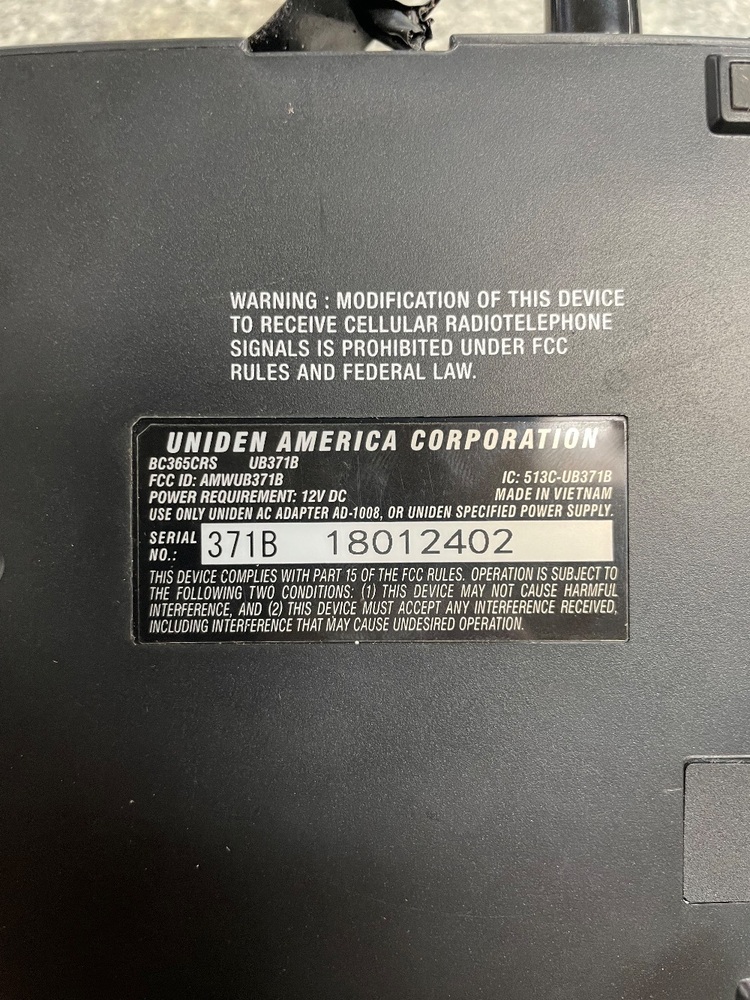 WARNING : MODIFICATION OF THIS DEVICE
TO RECEIVE CELLULAR RADIOTELEPHONE
SIGNALS IS PROHIBITED UNDER FCC
RULES AND FEDERAL LAW.
UNIDEN AMERICA CORPORATION
BC365CRS UB371B
FCC ID: AMWUB371B IC: 513C-UB371B
POWER REQUIREMENT: 12V DC MADE IN VIETNAM
USE ONLY UNIDEN AC ADAPTER AD-1008, OR UNIDEN SPECIFIED POWER SUPPLY.
SERIAL NO.: 371B 18012402
THIS DEVICE COMPLIES WITH PART 15 OF THE FCC RULES. OPERATION IS SUBJECT TO
THE FOLLOWING TWO CONDITIONS: (1) THIS DEVICE MAY NOT CAUSE HARMFUL
INTERFERENCE, AND (2) THIS DEVICE MUST ACCEPT ANY INTERFERENCE RECEIVED,
INCLUDING INTERFERENCE THAT MAY CAUSE UNDESIRED OPERATION.